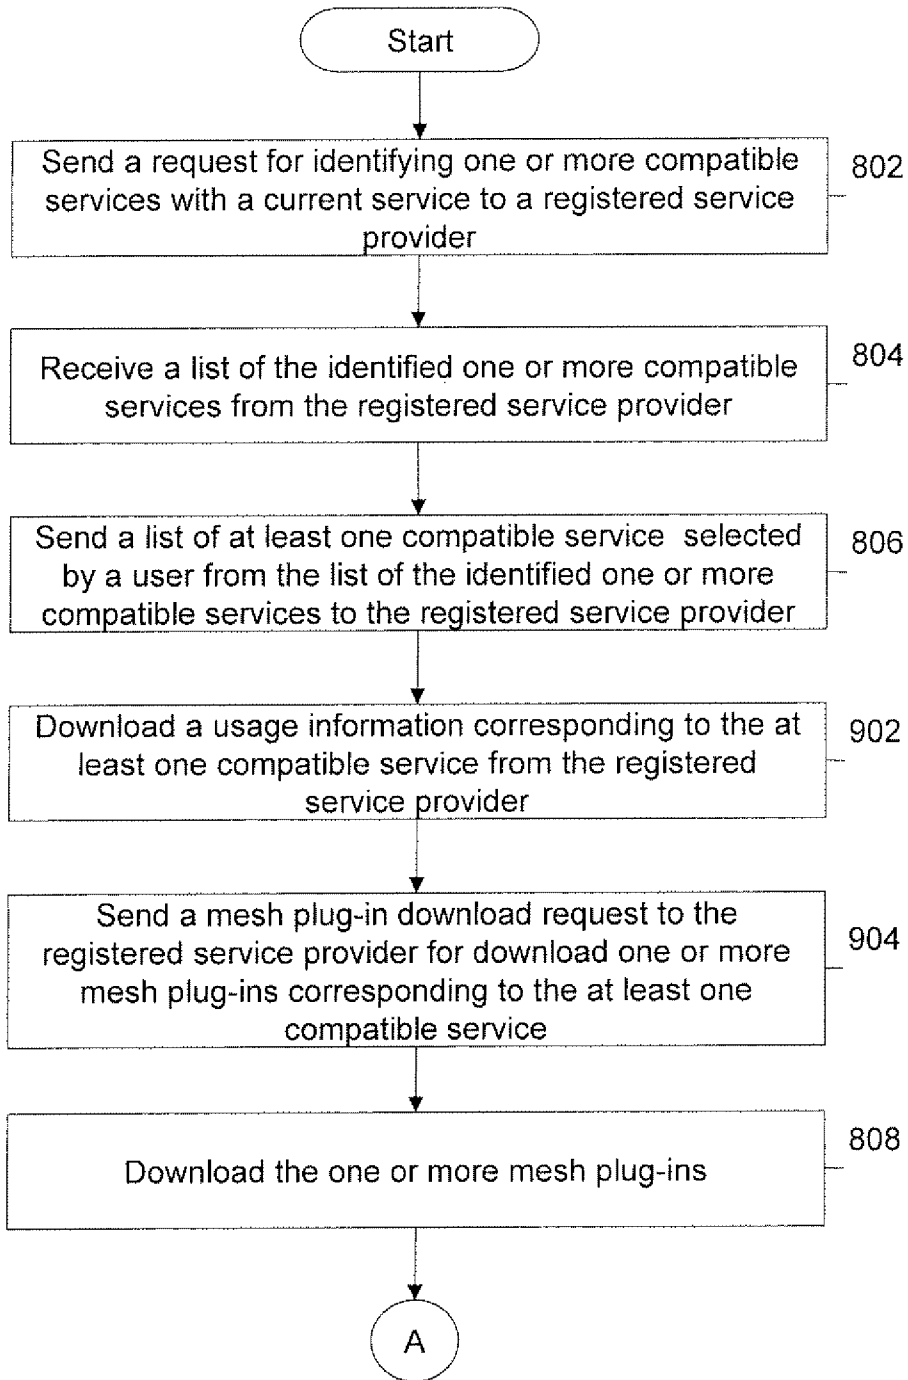 Start
Send a request for identifying one or more compatible
services with a current service to a registered service
provider
802
Receive a list of the identified one or more compatible
services from the registered service provider
804
Send a list of at least one compatible service selected
by a user from the list of the identified one or more
compatible services to the registered service provider
806
Download a usage information corresponding to the at
least one compatible service from the registered
service provider
902
Send a mesh plug-in download request to the
registered service provider for download one or more
mesh plug-ins corresponding to the at least one
compatible service
904
Download the one or more mesh plug-ins
808
A